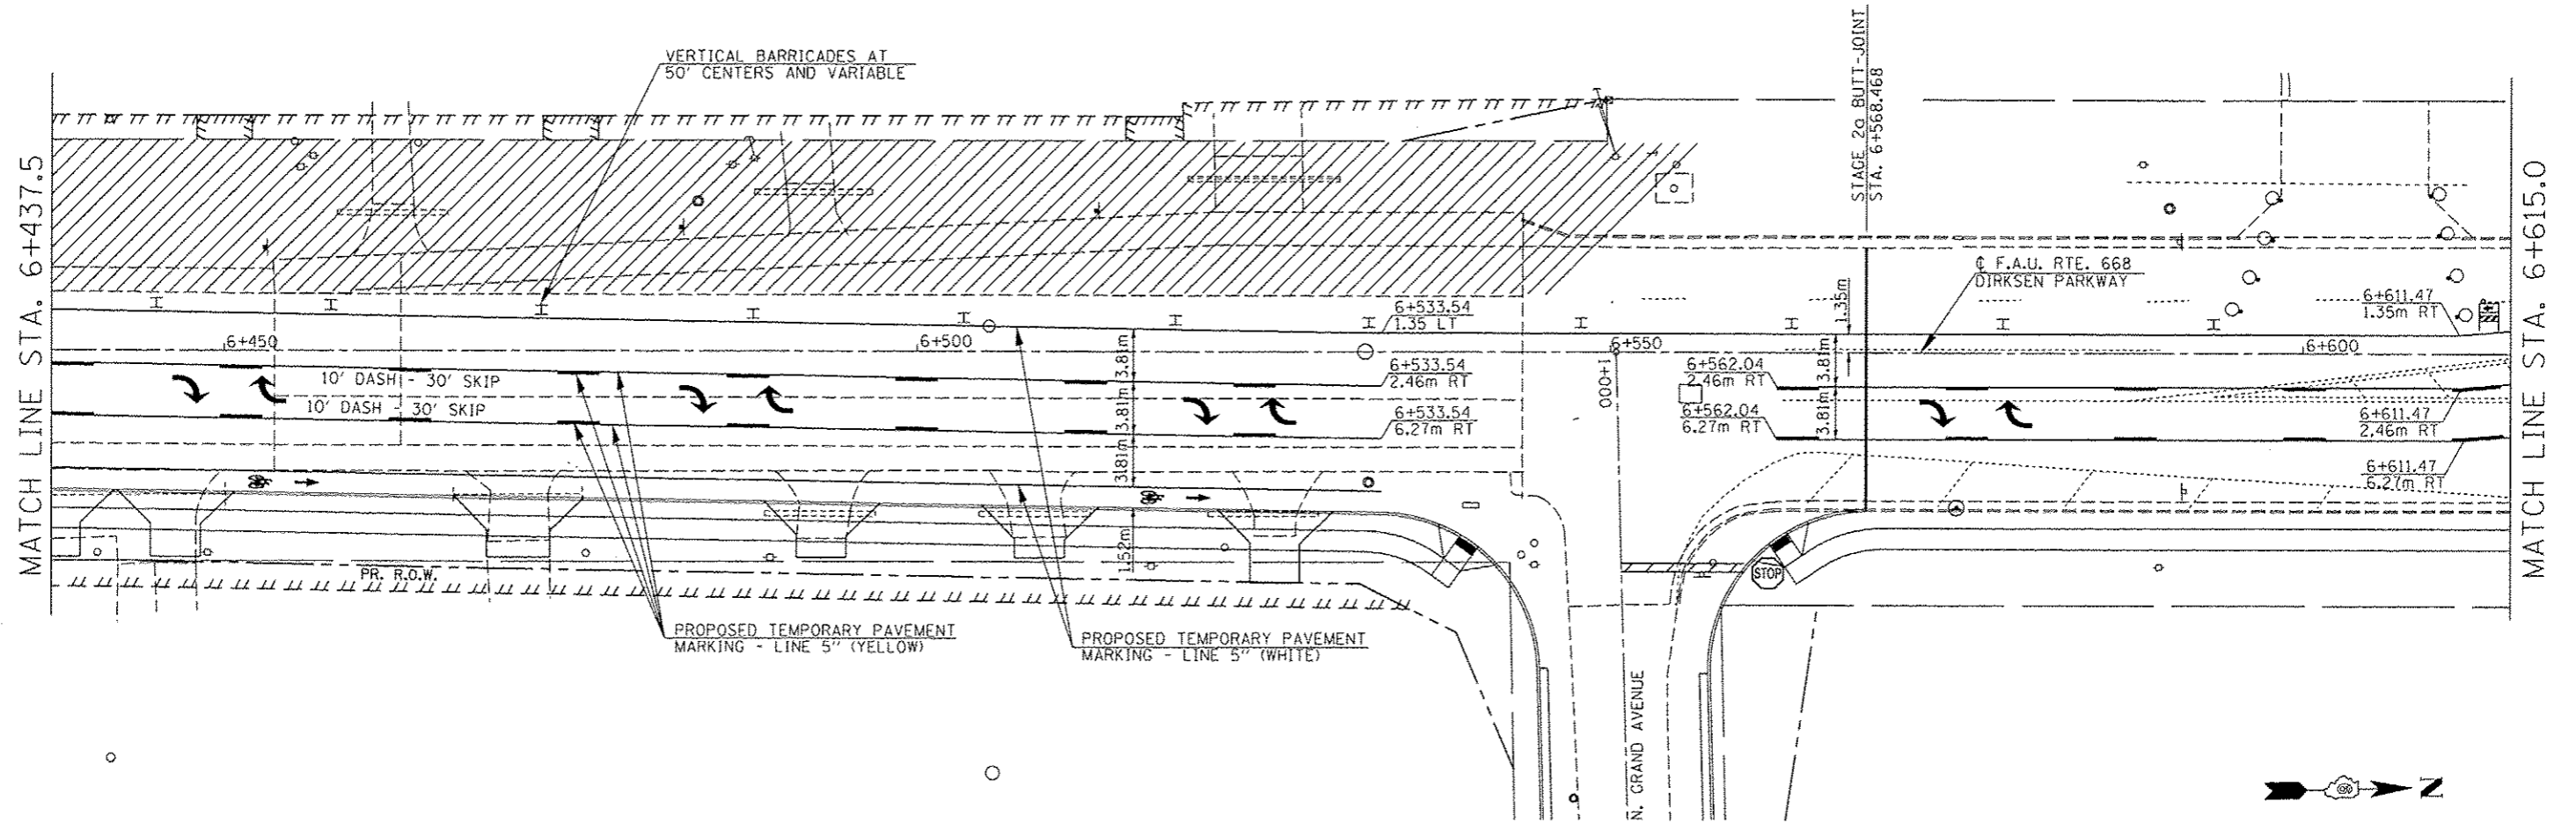 VERTICAL BARRICADES AT
50' CENTERS AND VARIABLE
STAGE 2a BUTT-JOINT
STA. 6+568.468
MATCH LINE STA. 6+437.5
MATCH LINE STA. 6+615.0
℄ F.A.U. RTE. 668
DIRKSEN PARKWAY
1.35m
6+611.47
1.35m RT
6+533.54
1.35 LT
6+450
6+500
6+550
6+600
3.81m
3.81m
3.81m
10' DASH - 30' SKIP
10' DASH - 30' SKIP
6+533.54
2.46m RT
6+533.54
6.27m RT
1+000
6+562.04
2.46m RT
6+562.04
6.27m RT
3.81m
3.81m
6+611.47
2.46m RT
6+611.47
6.27m RT
1.52m
PR. R.O.W.
STOP
PROPOSED TEMPORARY PAVEMENT
MARKING - LINE 5" (YELLOW)
PROPOSED TEMPORARY PAVEMENT
MARKING - LINE 5" (WHITE)
N. GRAND AVENUE
N